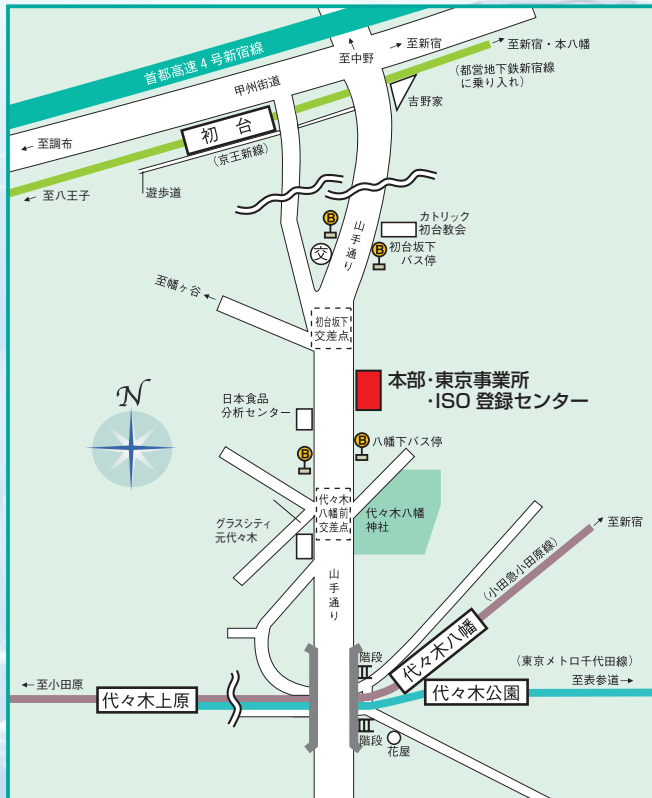 首都高速4号新宿線
甲州街道
至中野
至新宿
至新宿・本八幡
(都営地下鉄新宿線
に乗り入れ)
吉野家
至調布
初 台
(京王新線)
遊歩道
至八王子
B
カトリック
初台教会
山手通り
交
B
初台坂下
バス停
至幡ヶ谷
初台坂下
交差点
本部・東京事業所
・ISO 登録センター
N
日本食品
分析センター
B
八幡下バス停
B
代々木
八幡前
交差点
代々木八幡
神社
グラスシティ
元代々木
至新宿
山手通り
(小田急小田原線)
代々木八幡
階段
(東京メトロ千代田線)
至小田原
代々木上原
代々木公園
至表参道
階段
花屋